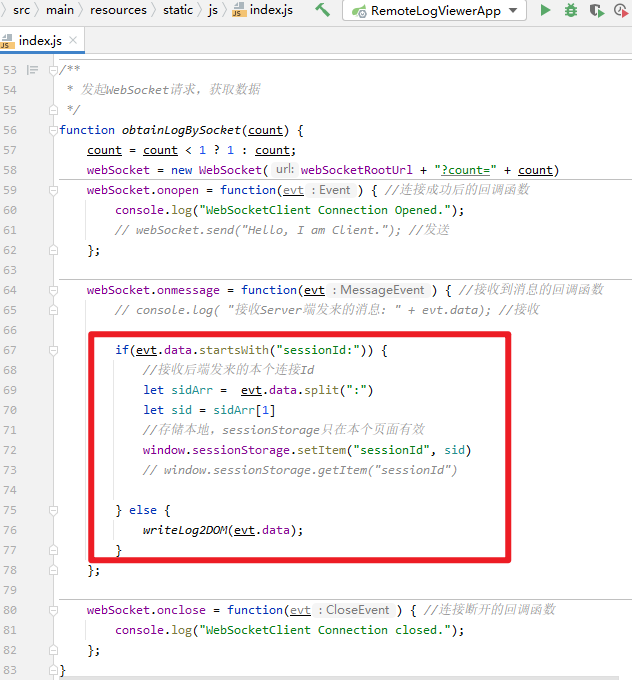 src main resources static js index.js RemoteLogViewerApp
index.js
53 /**
54 * 发起WebSocket请求，获取数据
55 */
56 function obtainLogBySocket(count) {
57 count = count < 1 ? 1 : count;
58 webSocket = new WebSocket( url: webSocketRootUrl + "?count=" + count)
59 webSocket.onopen = function(evt : Event ) { //连接成功后的回调函数
60 console.log("WebSocketClient Connection Opened.");
61 // webSocket.send("Hello, I am Client."); //发送
62 };
63
64 webSocket.onmessage = function(evt : MessageEvent ) { //接收到消息的回调函数
65 // console.log( "接收Server端发来的消息: " + evt.data); //接收
66
67 if(evt.data.startsWith("sessionId:")) {
68 //接收后端发来的本个连接Id
69 let sidArr = evt.data.split(":")
70 let sid = sidArr[1]
71 //存储本地，sessionStorage只在本个页面有效
72 window.sessionStorage.setItem("sessionId", sid)
73 // window.sessionStorage.getItem("sessionId")
74
75 } else {
76 writeLog2DOM(evt.data);
77 }
78 };
79
80 webSocket.onclose = function(evt : CloseEvent ) { //连接断开的回调函数
81 console.log("WebSocketClient Connection closed.");
82 };
83 }